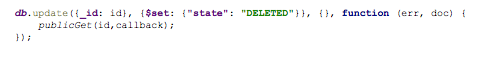 db.update({_id: id}, {$set: {"state": "DELETED"}}, {}, function (err, doc) {
publicGet(id,callback);
});